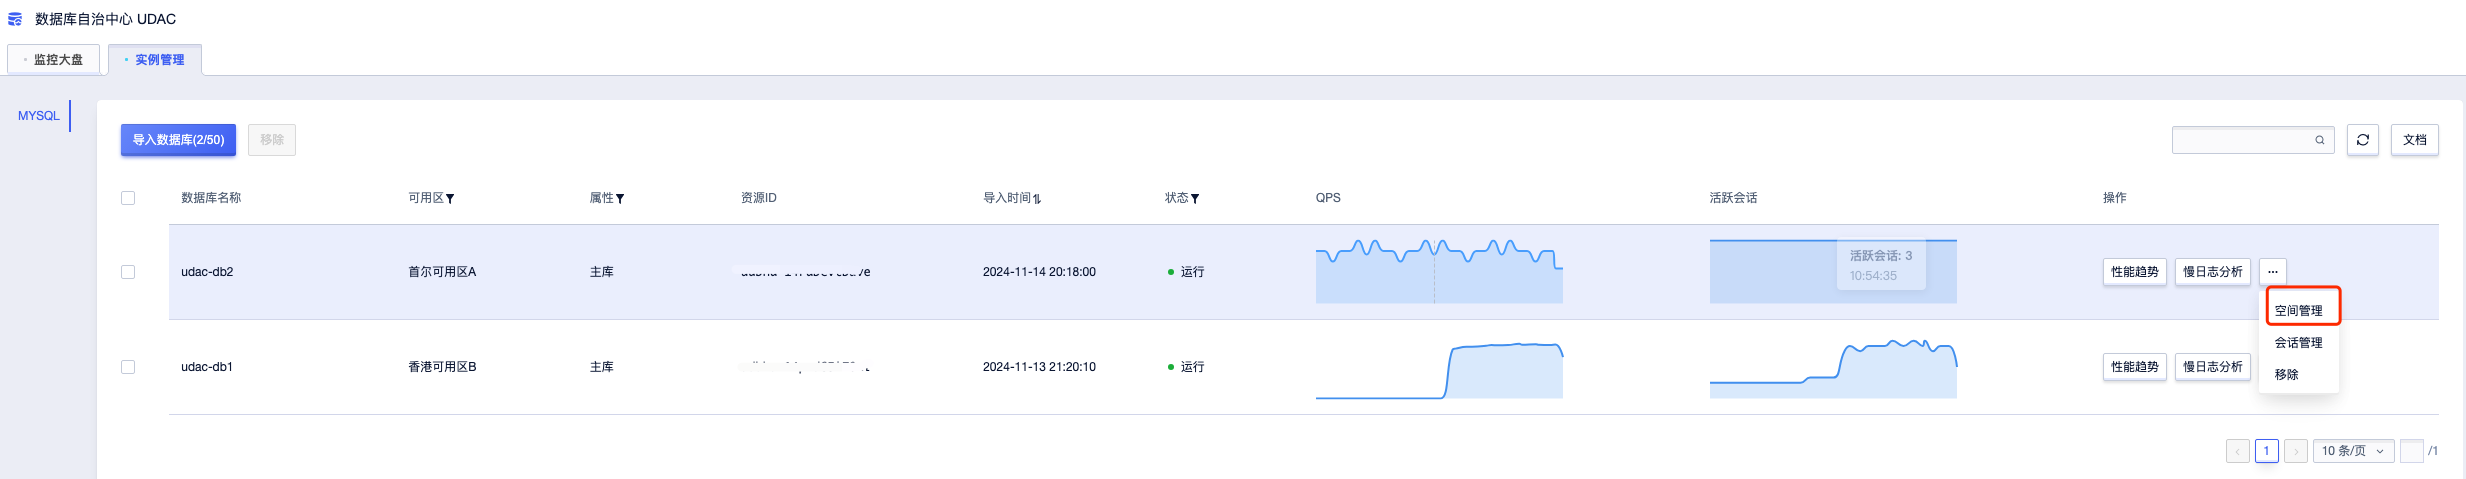 数据库自治中心 UDAC
监控大盘
实例管理
MYSQL
导入数据库(2/50)
移除
文档
数据库名称
可用区
属性
资源ID
导入时间
状态
QPS
活跃会话
操作
udac-db2
首尔可用区A
主库
2024-11-14 20:18:00
运行
活跃会话: 3
10:54:35
性能趋势
慢日志分析
...
空间管理
会话管理
移除
udac-db1
香港可用区B
主库
2024-11-13 21:20:10
运行
性能趋势
慢日志分析
1
10 条/页
/1